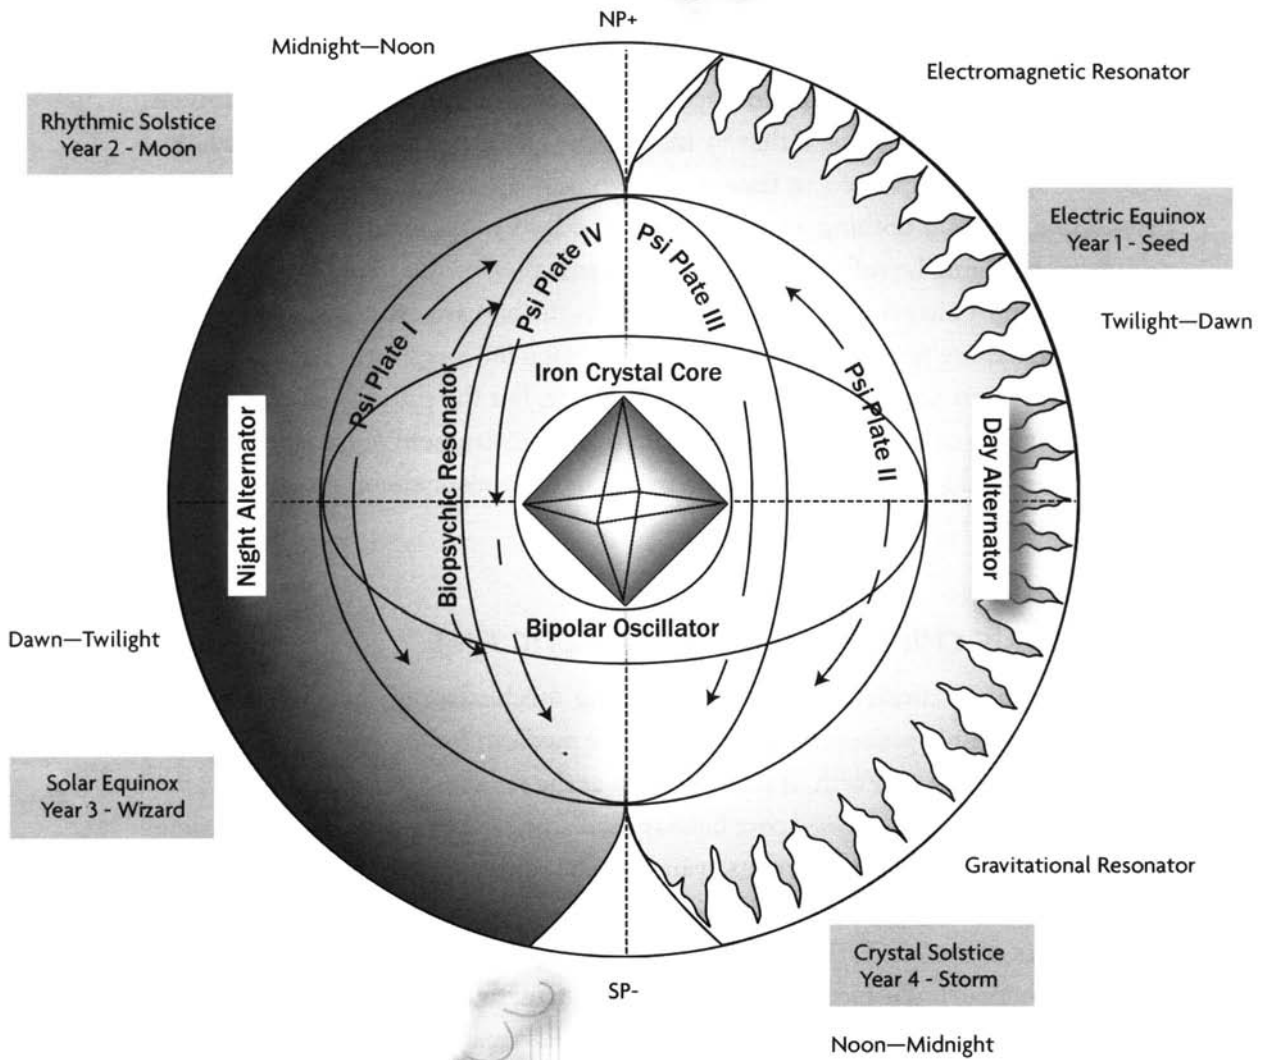 NP+
Midnight—Noon
Electromagnetic Resonator
Rhythmic Solstice
Year 2 - Moon
Electric Equinox
Year 1 - Seed
Twilight—Dawn
Psi Plate I
Psi Plate IV
Psi Plate III
Psi Plate II
Iron Crystal Core
Night Alternator
Biopsychic Resonator
Day Alternator
Bipolar Oscillator
Dawn—Twilight
Solar Equinox
Year 3 - Wizard
Gravitational Resonator
Crystal Solstice
Year 4 - Storm
SP-
Noon—Midnight